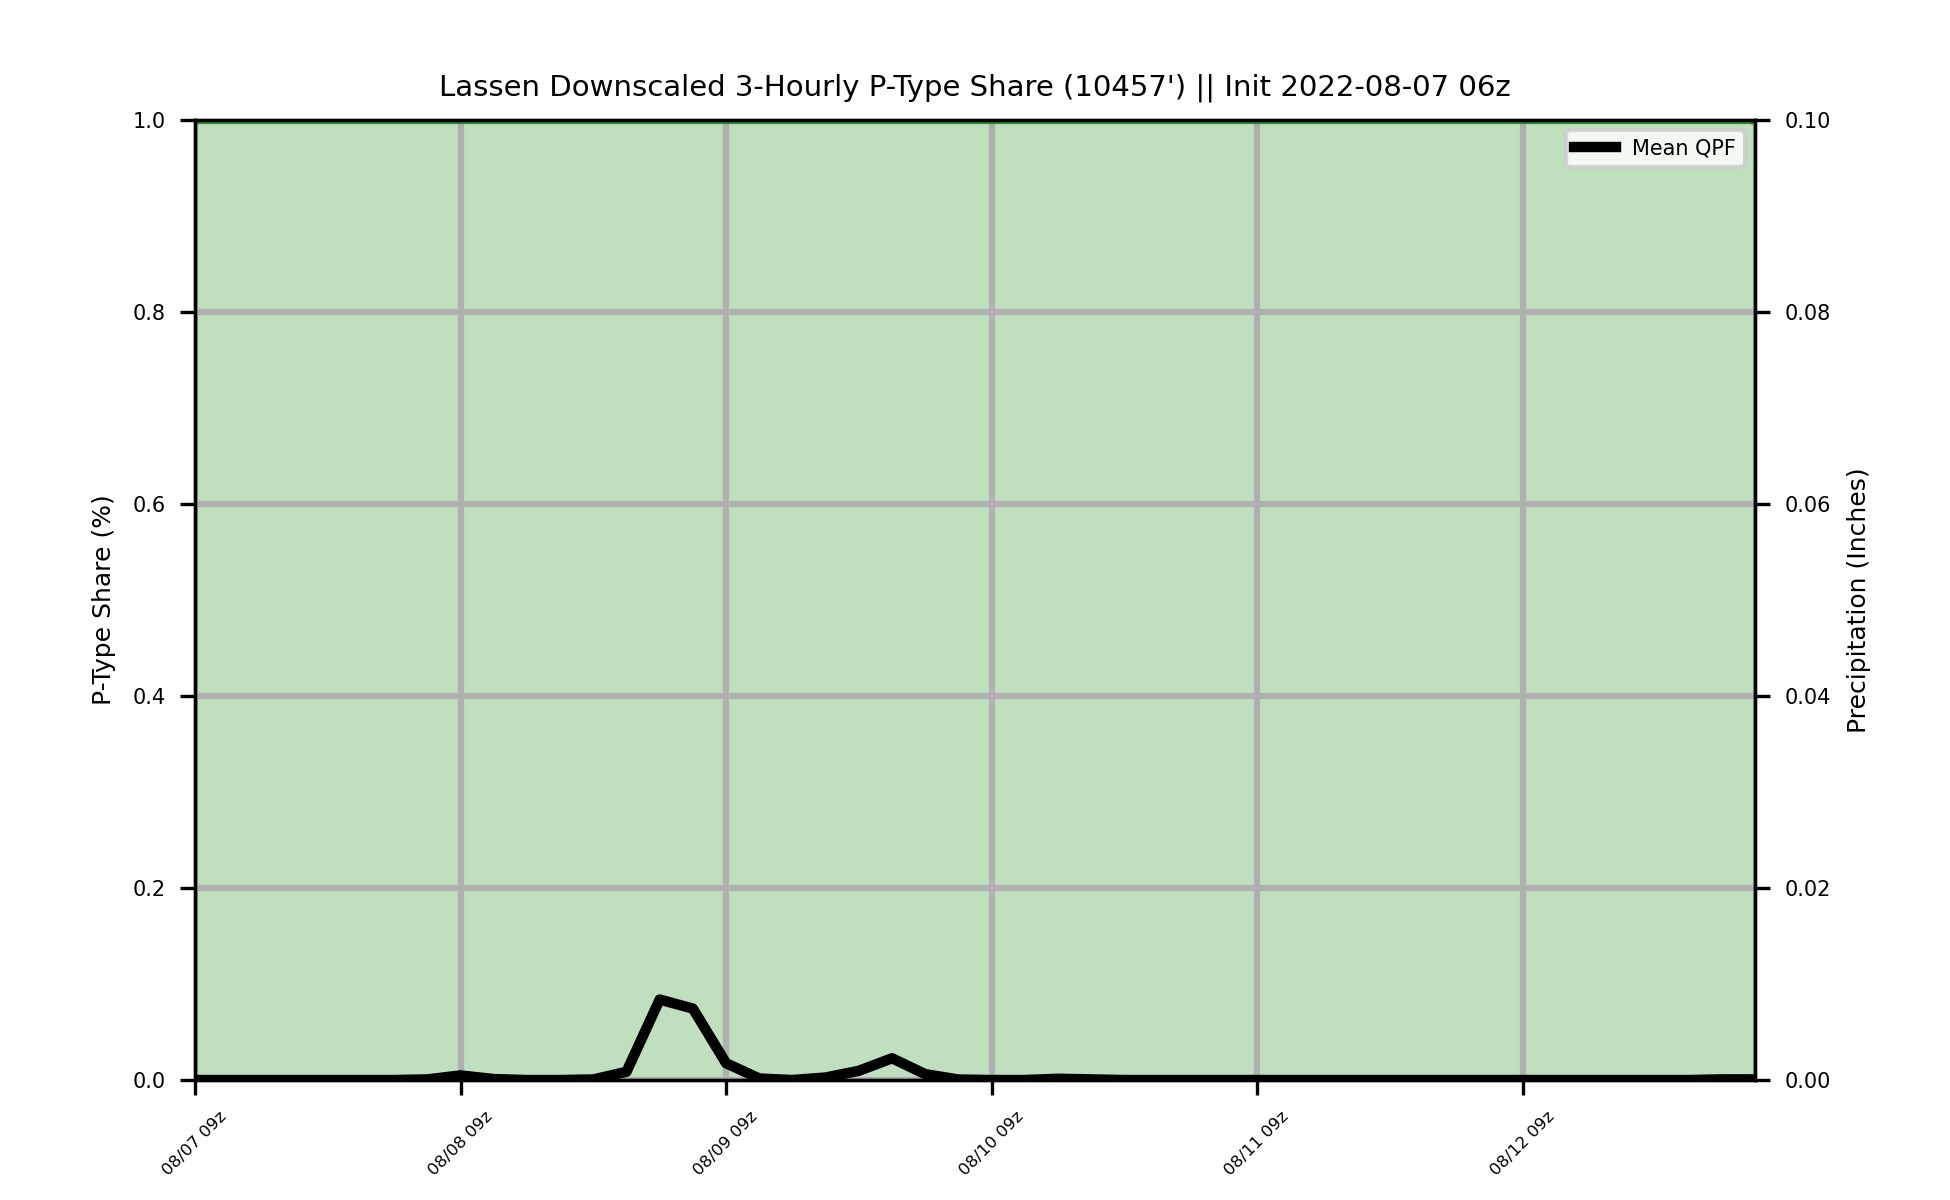 Lassen Downscaled 3-Hourly P-Type Share (10457') || Init 2022-08-07 06z
Mean QPF
P-Type Share (%)
1.0
0.8
0.6
0.4
0.2
0.0
0.10
0.08
0.06
0.04
0.02
0.00
Precipitation (Inches)
08/07 09z
08/08 09z
08/09 09z
08/10 09z
08/11 09z
08/12 09z